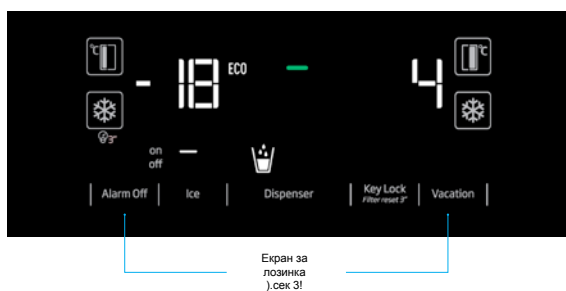 °C °C
-18 ECO 4
3"
on
off
Alarm Off Ice Dispenser Key Lock Vacation
Filter reset 3"
Екран за
лозинка
).сек 3!